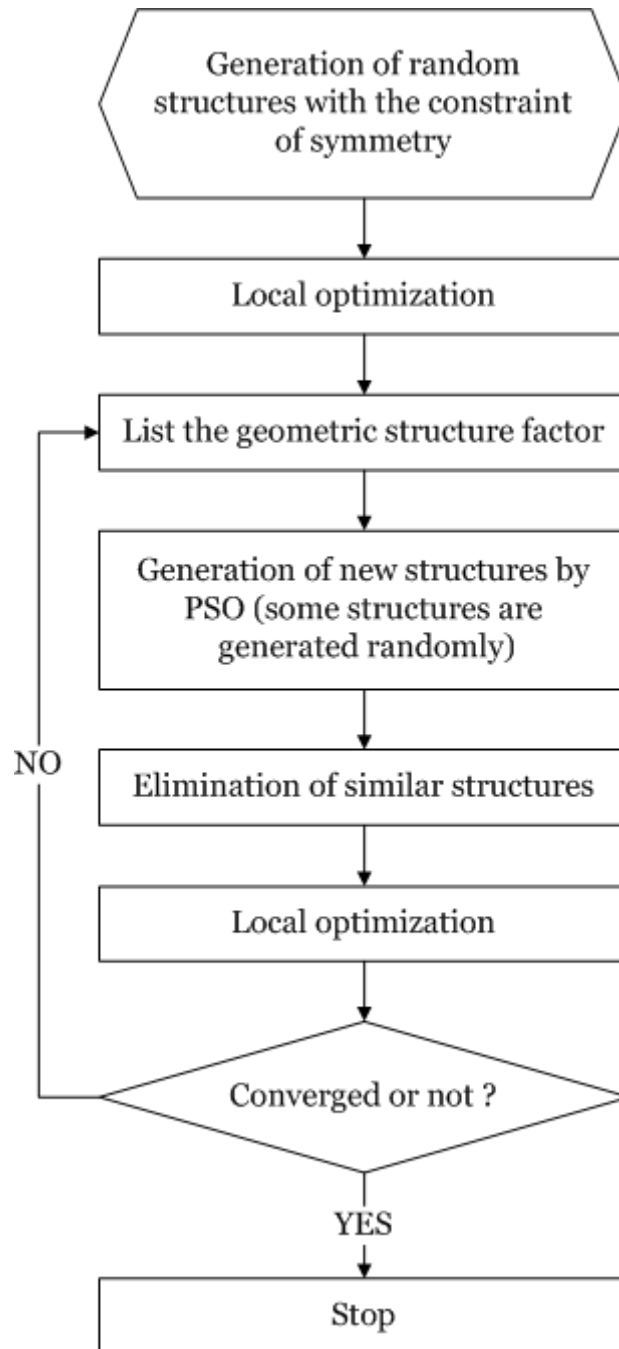 Generation of random
structures with the constraint
of symmetry
Local optimization
List the geometric structure factor
Generation of new structures by
PSO (some structures are
generated randomly)
NO
Elimination of similar structures
Local optimization
Converged or not ?
YES
Stop